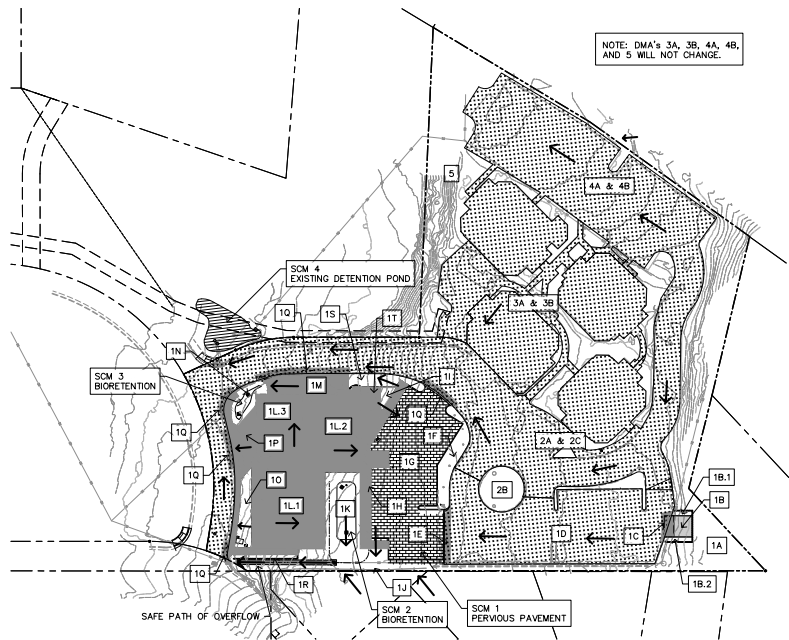 NOTE: DMA's 3A, 3B, 4A, 4B,
AND 5 WILL NOT CHANGE.
5
4A & 4B
SCM 4
EXISTING DETENTION POND
3A & 3B
1Q
1S
1T
1N
SCM 3
BIORETENTION
1M
1I
1L.3
1Q
1L.2
1Q
1F
1P
2A & 2C
1Q
1G
1O
2B
1B.1
1L.1
1K
1H
1B
1E
1D
1C
1A
1Q
1R
1J
1B.2
SAFE PATH OF OVERFLOW
SCM 2
BIORETENTION
SCM 1
PERVIOUS PAVEMENT